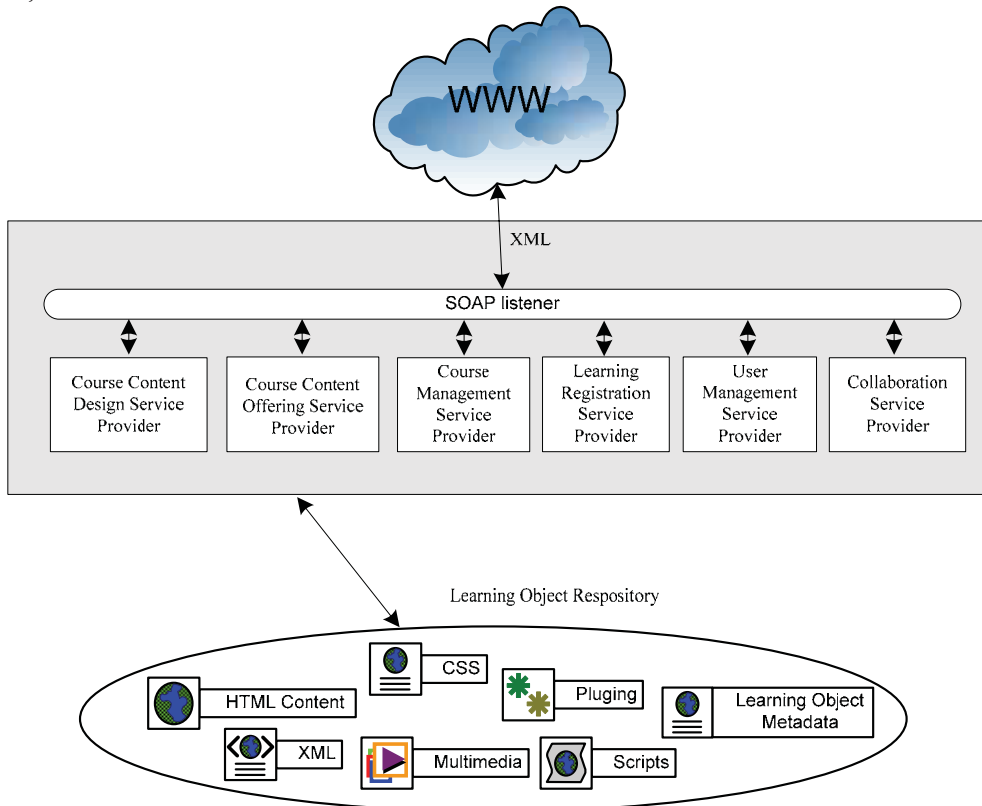 WWW
XML
SOAP listener
Course Content
Design Service
Provider
Course Content
Offering Service
Provider
Course
Management
Service
Provider
Learning
Registration
Service
Provider
User
Management
Service
Provider
Collaboration
Service
Provider
Learning Object Respository
CSS
HTML Content
Pluging
Learning Object
Metadata
XML
Multimedia
Scripts